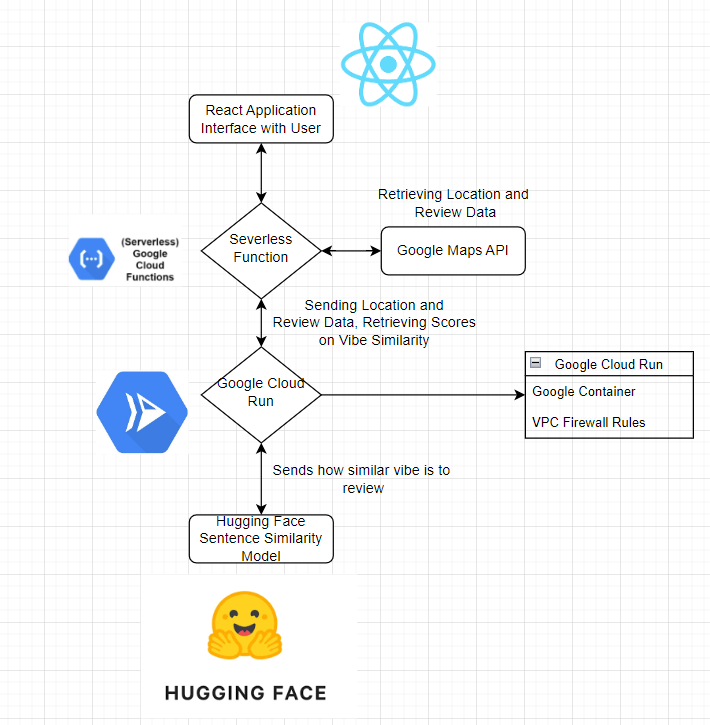 React Application
Interface with User
Retrieving Location and
Review Data
Severless
Function
Google Maps API
(Serverless)
Google
Cloud
Functions
Sending Location and
Review Data, Retrieving Scores
on Vibe Similarity
Google Cloud
Run
Google Cloud Run
Google Container
VPC Firewall Rules
Sends how similar vibe is to
review
Hugging Face
Sentence Similarity
Model
HUGGING FACE